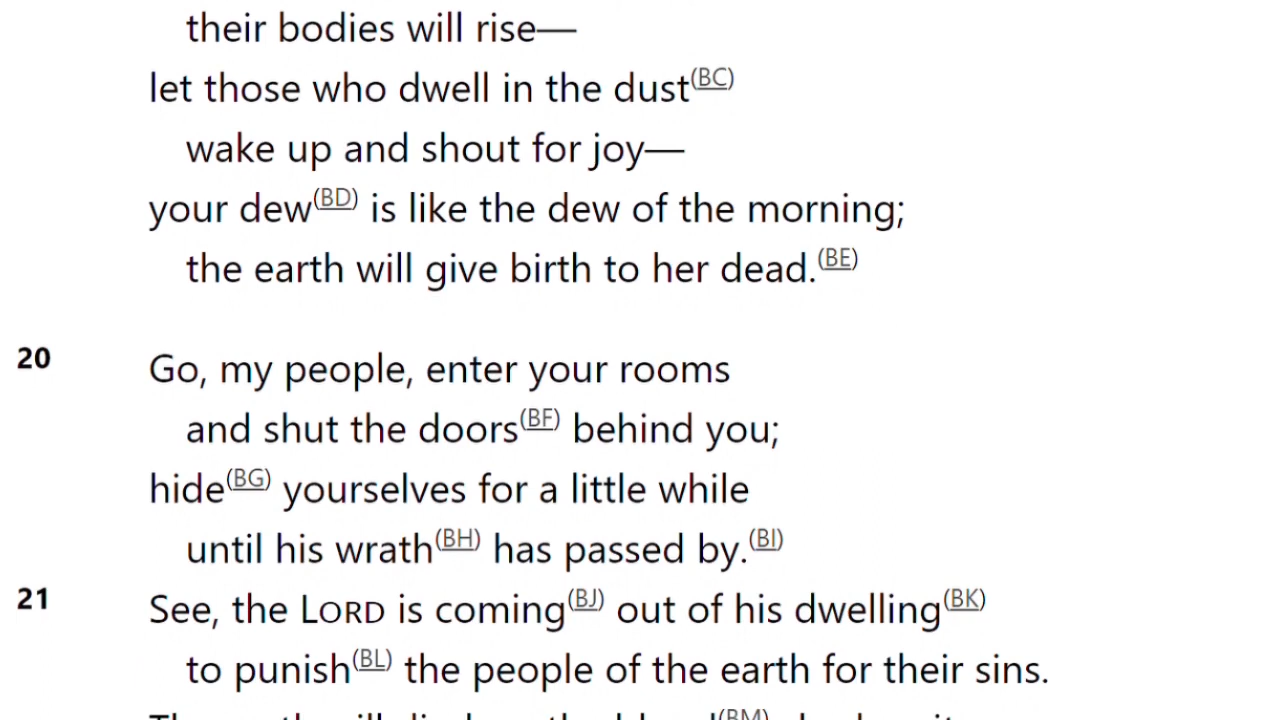 their bodies will rise—
let those who dwell in the dust(BC)
wake up and shout for joy—
your dew(BD) is like the dew of the morning;
the earth will give birth to her dead.(BE)
20 Go, my people, enter your rooms
and shut the doors(BF) behind you;
hide(BG) yourselves for a little while
until his wrath(BH) has passed by.(BI)
21 See, the LORD is coming(BJ) out of his dwelling(BK)
to punish(BL) the people of the earth for their sins.